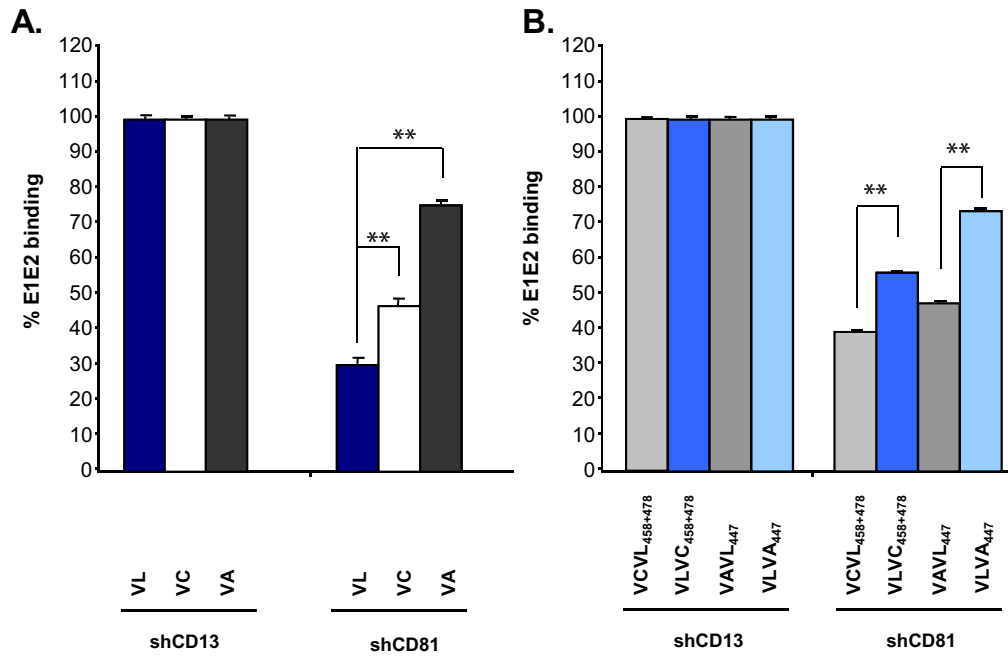 A.
% E1E2 binding
120
110
100
90
80
70
60
50
40
30
20
10
0
**
**
VL
VC
VA
VL
VC
VA
shCD13
shCD81
B.
% E1E2 binding
120
110
100
90
80
70
60
50
40
30
20
10
0
**
**
VCVL458+478
VLVC458+478
VAVL447
VLVA447
VCVL458+478
VLVC458+478
VAVL447
VLVA447
shCD13
shCD81